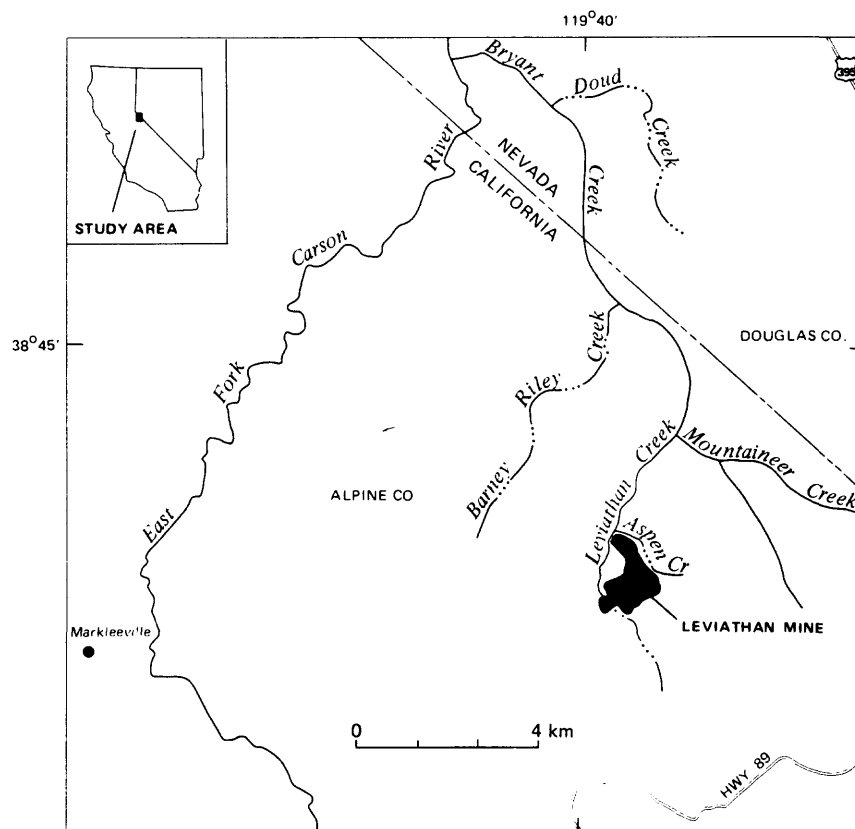 119°40'
395
Bryant
Doud
Creek
River
NEVADA
CALIFORNIA
Creek
STUDY AREA
Carson
38°45'
DOUGLAS CO.
Creek
Fork
Riley
Creek
Mountaineer
Creek
Barney
ALPINE CO
Leviathan
Aspen Cr
East
Markleeville
LEVIATHAN MINE
0 4 km
HWY 89